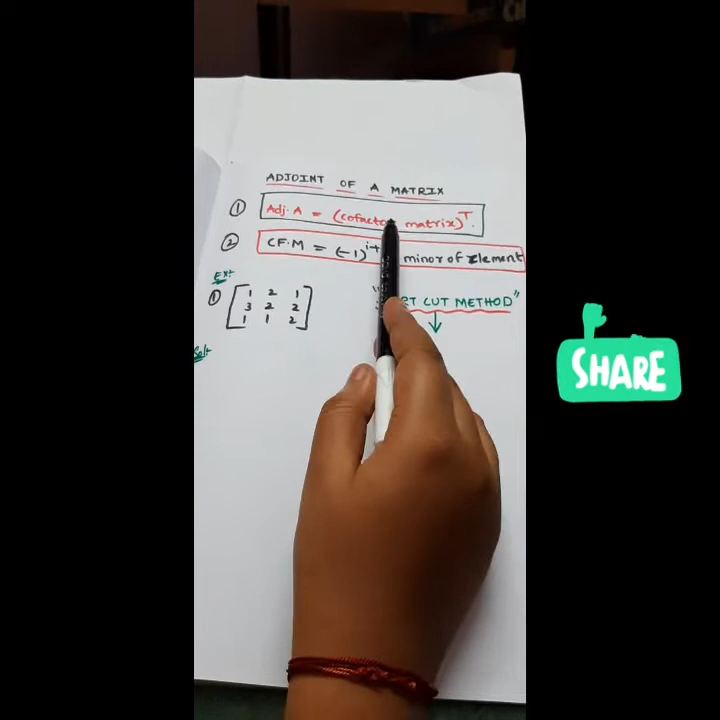 ADJOINT OF A MATRIX
① Adj. A = (cofacto matrix)ᵀ.
② CF.M = (-1)ⁱ⁺ minor of element
Ex:
① [1 2 1
3 2 2
1 1 2]
RT CUT METHOD"
Sol:
SHARE